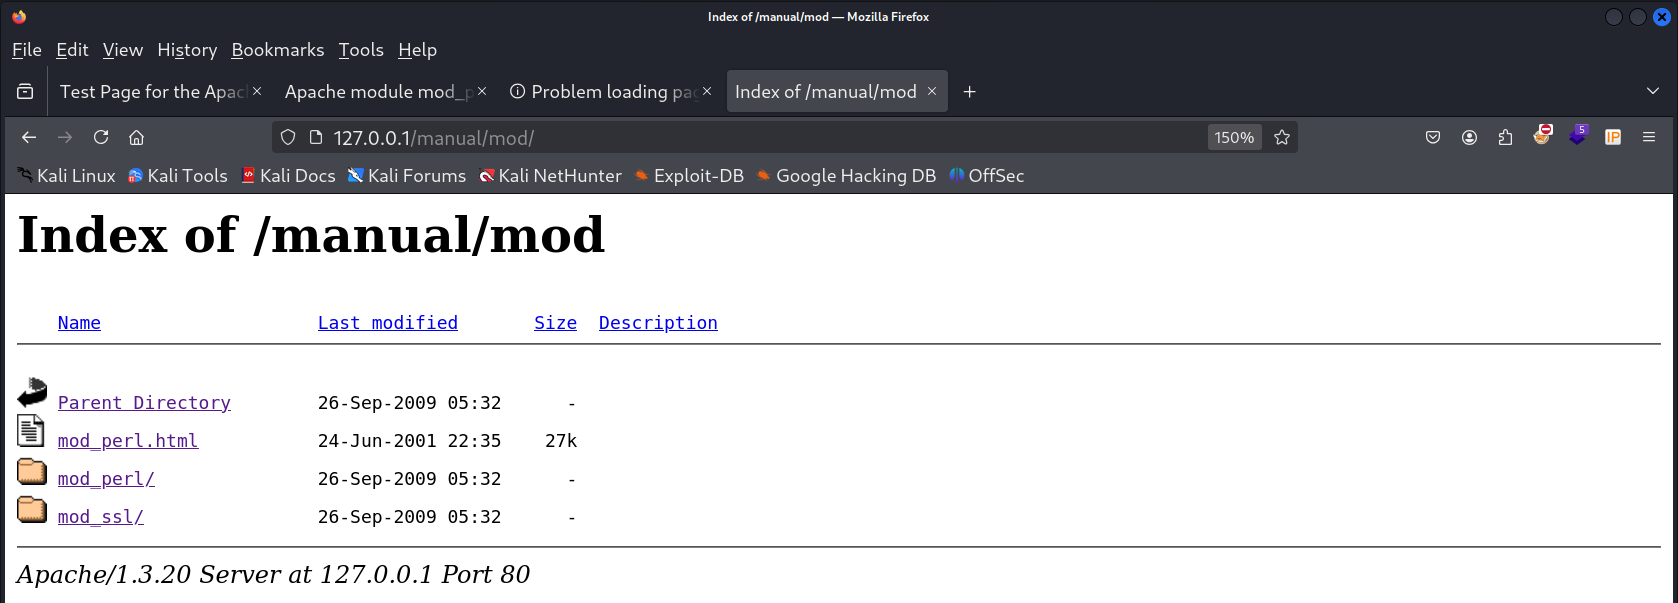 Index of /manual/mod — Mozilla Firefox
File Edit View History Bookmarks Tools Help
Test Page for the Apac Apache module mod_p Problem loading pag Index of /manual/mod
127.0.0.1/manual/mod/ 150% 5 IP
Kali Linux Kali Tools Kali Docs Kali Forums Kali NetHunter Exploit-DB Google Hacking DB OffSec
Index of /manual/mod
Name Last modified Size Description
Parent Directory 26-Sep-2009 05:32 -
mod_perl.html 24-Jun-2001 22:35 27k
mod_perl/ 26-Sep-2009 05:32 -
mod_ssl/ 26-Sep-2009 05:32 -
Apache/1.3.20 Server at 127.0.0.1 Port 80